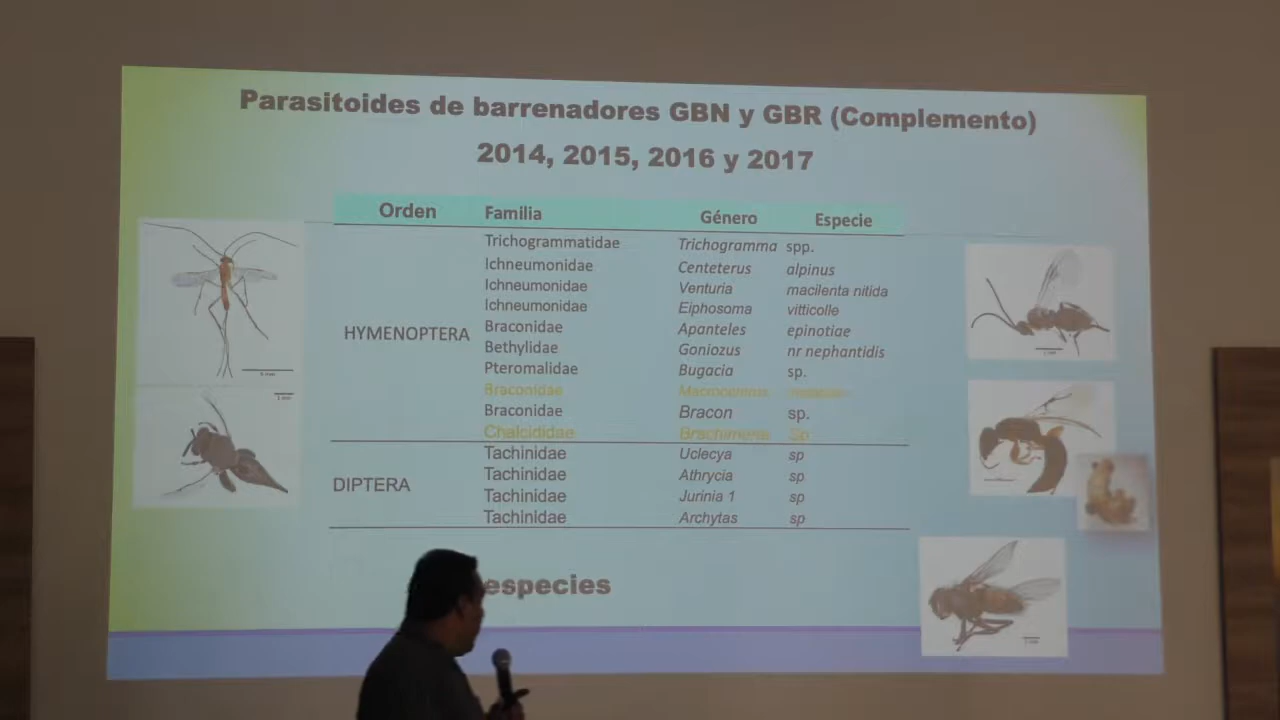 Parasitoides de barrenadores GBN y GBR (Complemento)
2014, 2015, 2016 y 2017
Orden Familia Género Especie
Trichogrammatidae Trichogramma spp.
Ichneumonidae Centeterus alpinus
Ichneumonidae Venturia macilenta nitida
Ichneumonidae Eiphosoma vitticolle
HYMENOPTERA
Braconidae Apanteles epinotiae
Bethylidae Goniozus nr nephantidis
Pteromalidae Bugacia sp.
Braconidae Macrocentrus
Braconidae Bracon sp.
Chalcididae Brachimeria Sp
Tachinidae Uclecya sp
Tachinidae Athrycia sp
DIPTERA
Tachinidae Jurinia 1 sp
Tachinidae Archytas sp
especies